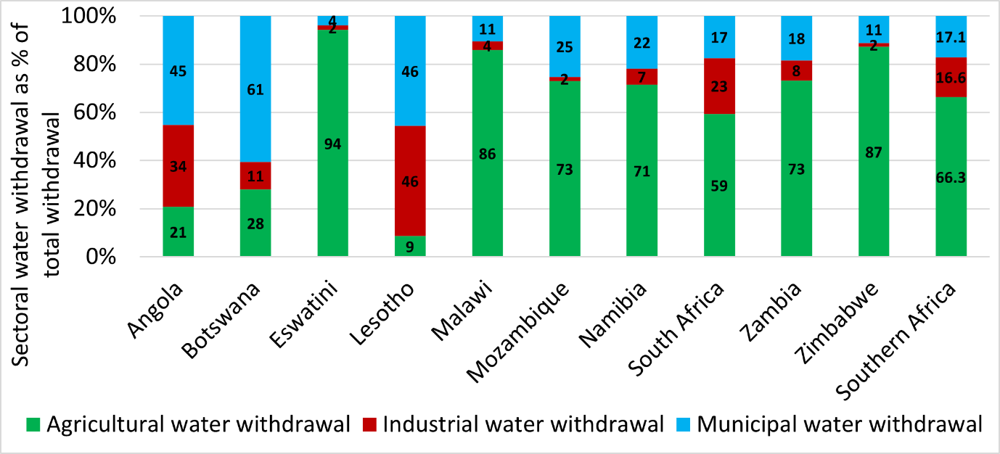 Sectoral water withdrawal as % of
total withdrawal
100%
80%
60%
40%
20%
0%
45
34
21
61
11
28
4
2
94
46
46
9
11
4
86
25
2
73
22
7
71
17
23
59
18
8
73
11
2
87
17.1
16.6
66.3
Angola
Botswana
Eswatini
Lesotho
Malawi
Mozambique
Namibia
South Africa
Zambia
Zimbabwe
Southern Africa
Agricultural water withdrawal Industrial water withdrawal Municipal water withdrawal